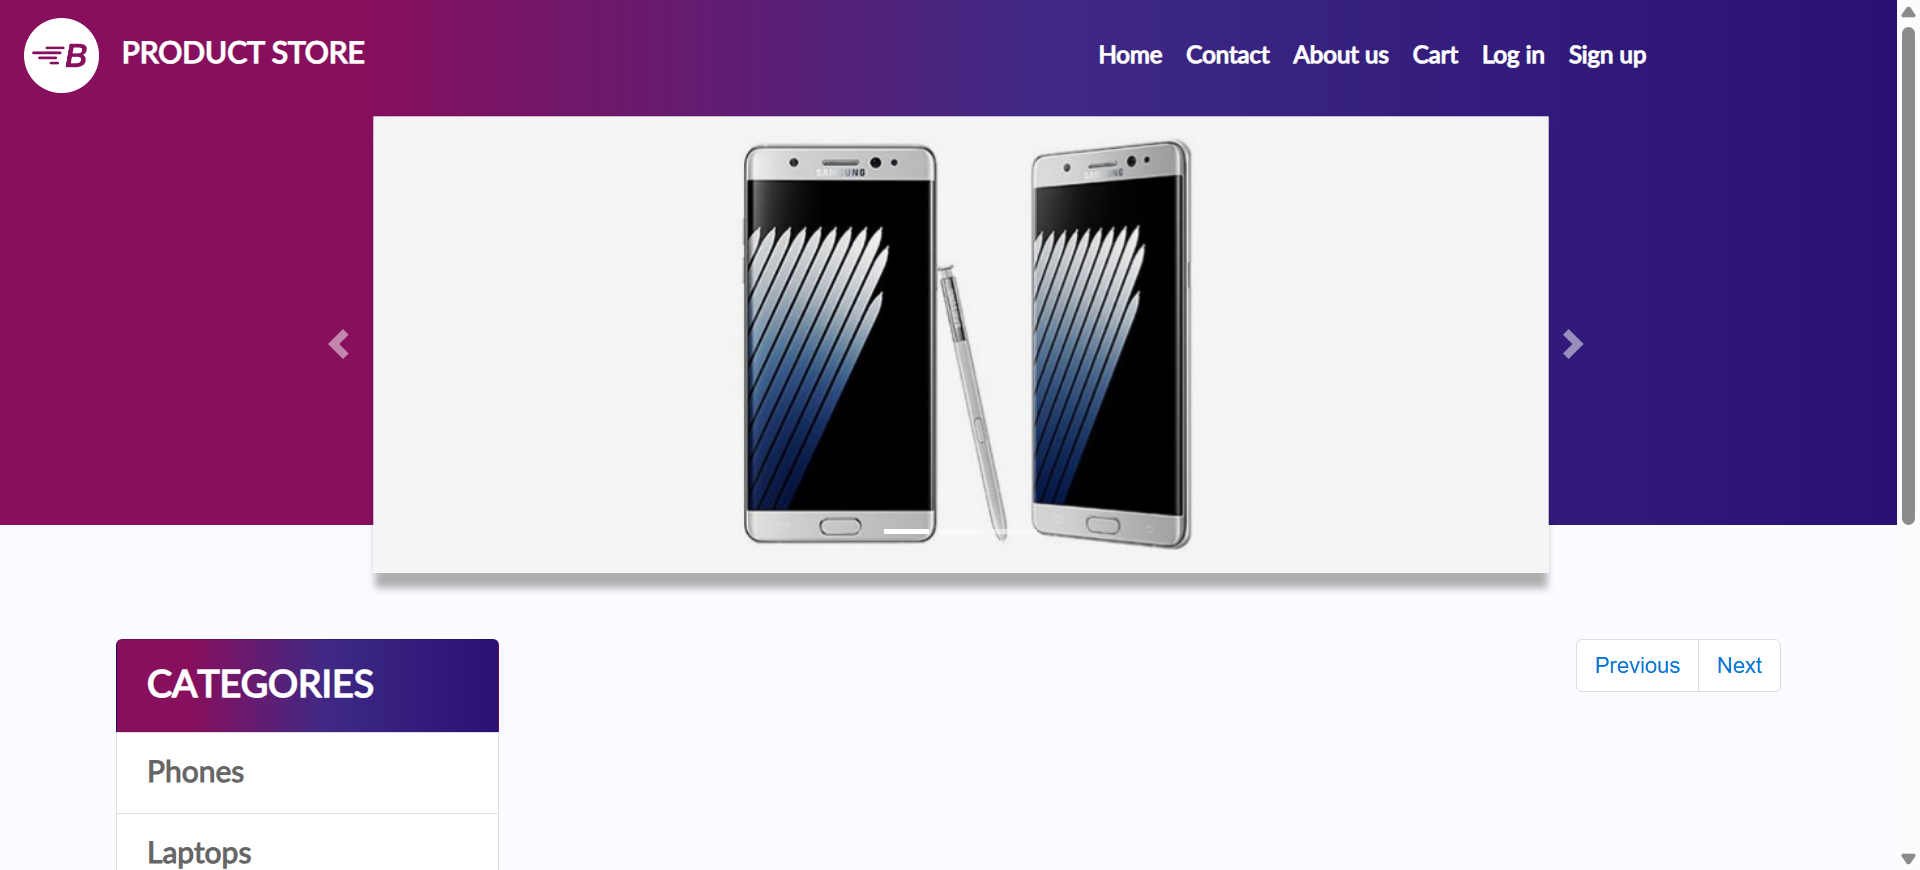 B PRODUCT STORE
Home Contact About us Cart Log in Sign up
SAMSUNG SAMSUNG
CATEGORIES
Previous Next
Phones
Laptops